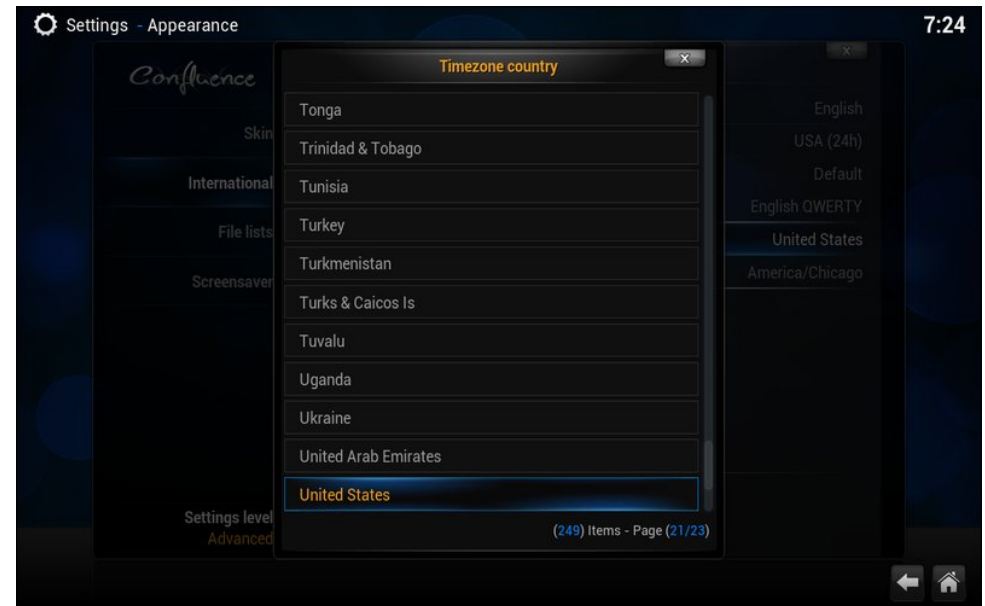 Settings - Appearance
7:24
Confluence
Skin
International
File lists
Screensaver
Settings level
Advanced
Timezone country
X
Tonga
Trinidad & Tobago
Tunisia
Turkey
Turkmenistan
Turks & Caicos Is
Tuvalu
Uganda
Ukraine
United Arab Emirates
United States
(249) Items - Page (21/23)
X
English
USA (24h)
Default
English QWERTY
United States
America/Chicago